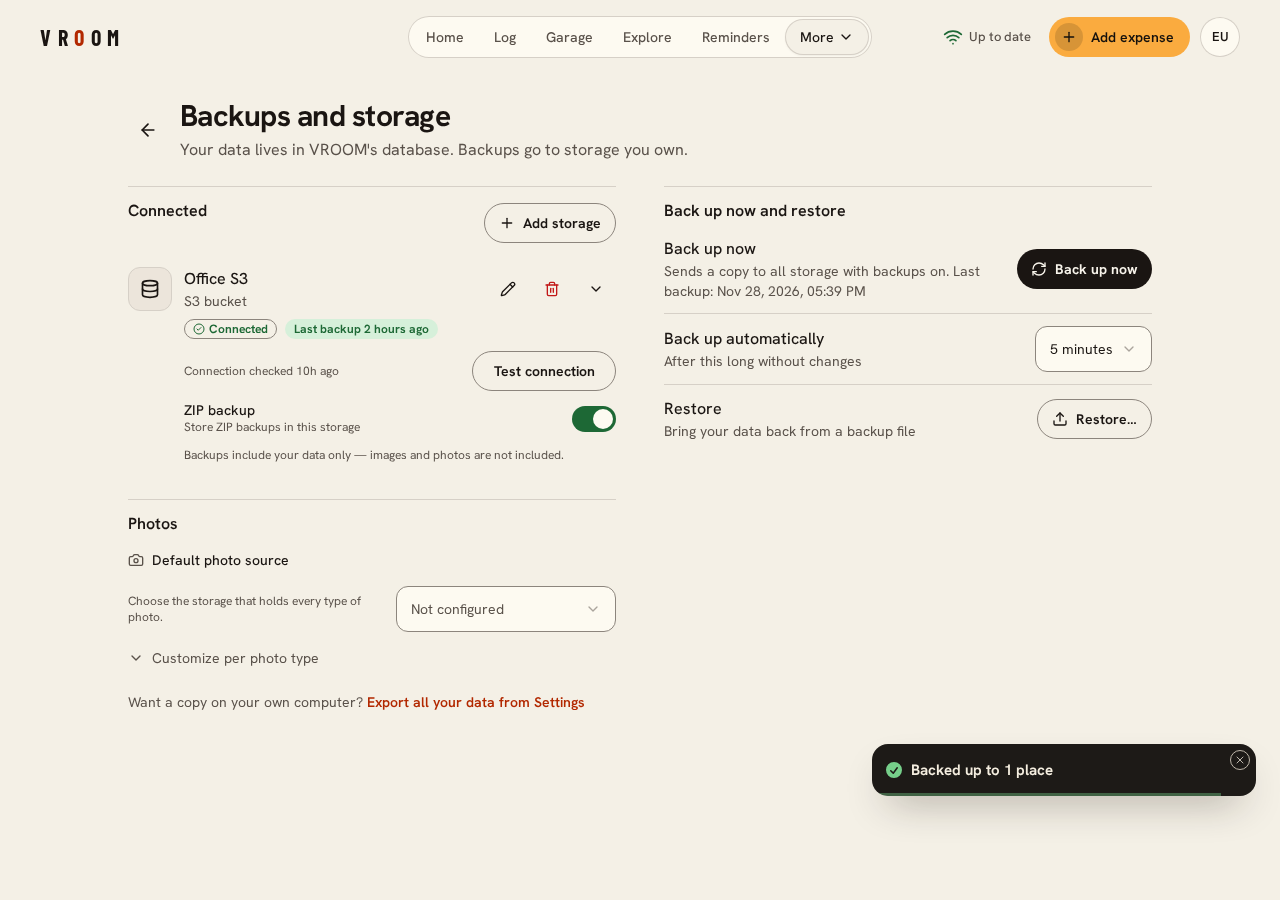 VROOM
Home
Log
Garage
Explore
Reminders
More
Up to date
Add expense
EU
Backups and storage
Your data lives in VROOM's database. Backups go to storage you own.
Connected
Add storage
Office S3
S3 bucket
Connected
Last backup 2 hours ago
Connection checked 10h ago
Test connection
ZIP backup
Store ZIP backups in this storage
Backups include your data only — images and photos are not included.
Photos
Default photo source
Choose the storage that holds every type of
photo.
Not configured
Customize per photo type
Want a copy on your own computer? Export all your data from Settings
Back up now and restore
Back up now
Sends a copy to all storage with backups on. Last
backup: Nov 28, 2026, 05:39 PM
Back up now
Back up automatically
After this long without changes
5 minutes
Restore
Bring your data back from a backup file
Restore...
Backed up to 1 place